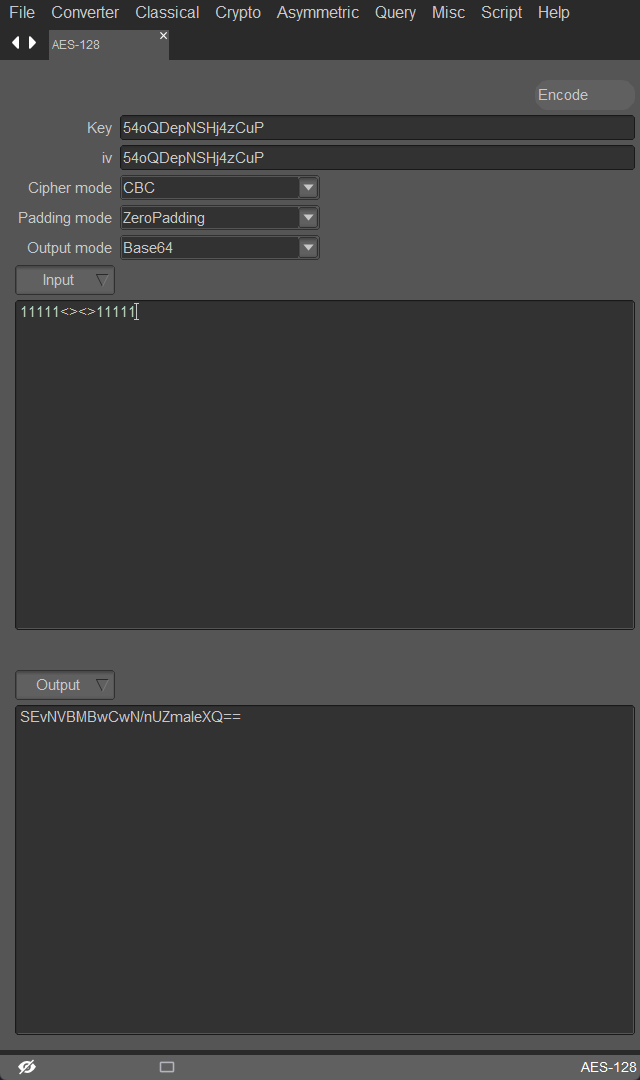 File Converter Classical Crypto Asymmetric Query Misc Script Help
AES-128
Encode
Key 54oQDepNSHj4zCuP
iv 54oQDepNSHj4zCuP
Cipher mode CBC
Padding mode ZeroPadding
Output mode Base64
Input
11111<><>11111
Output
SEvNVBMBwCwN/nUZmaleXQ==
AES-128